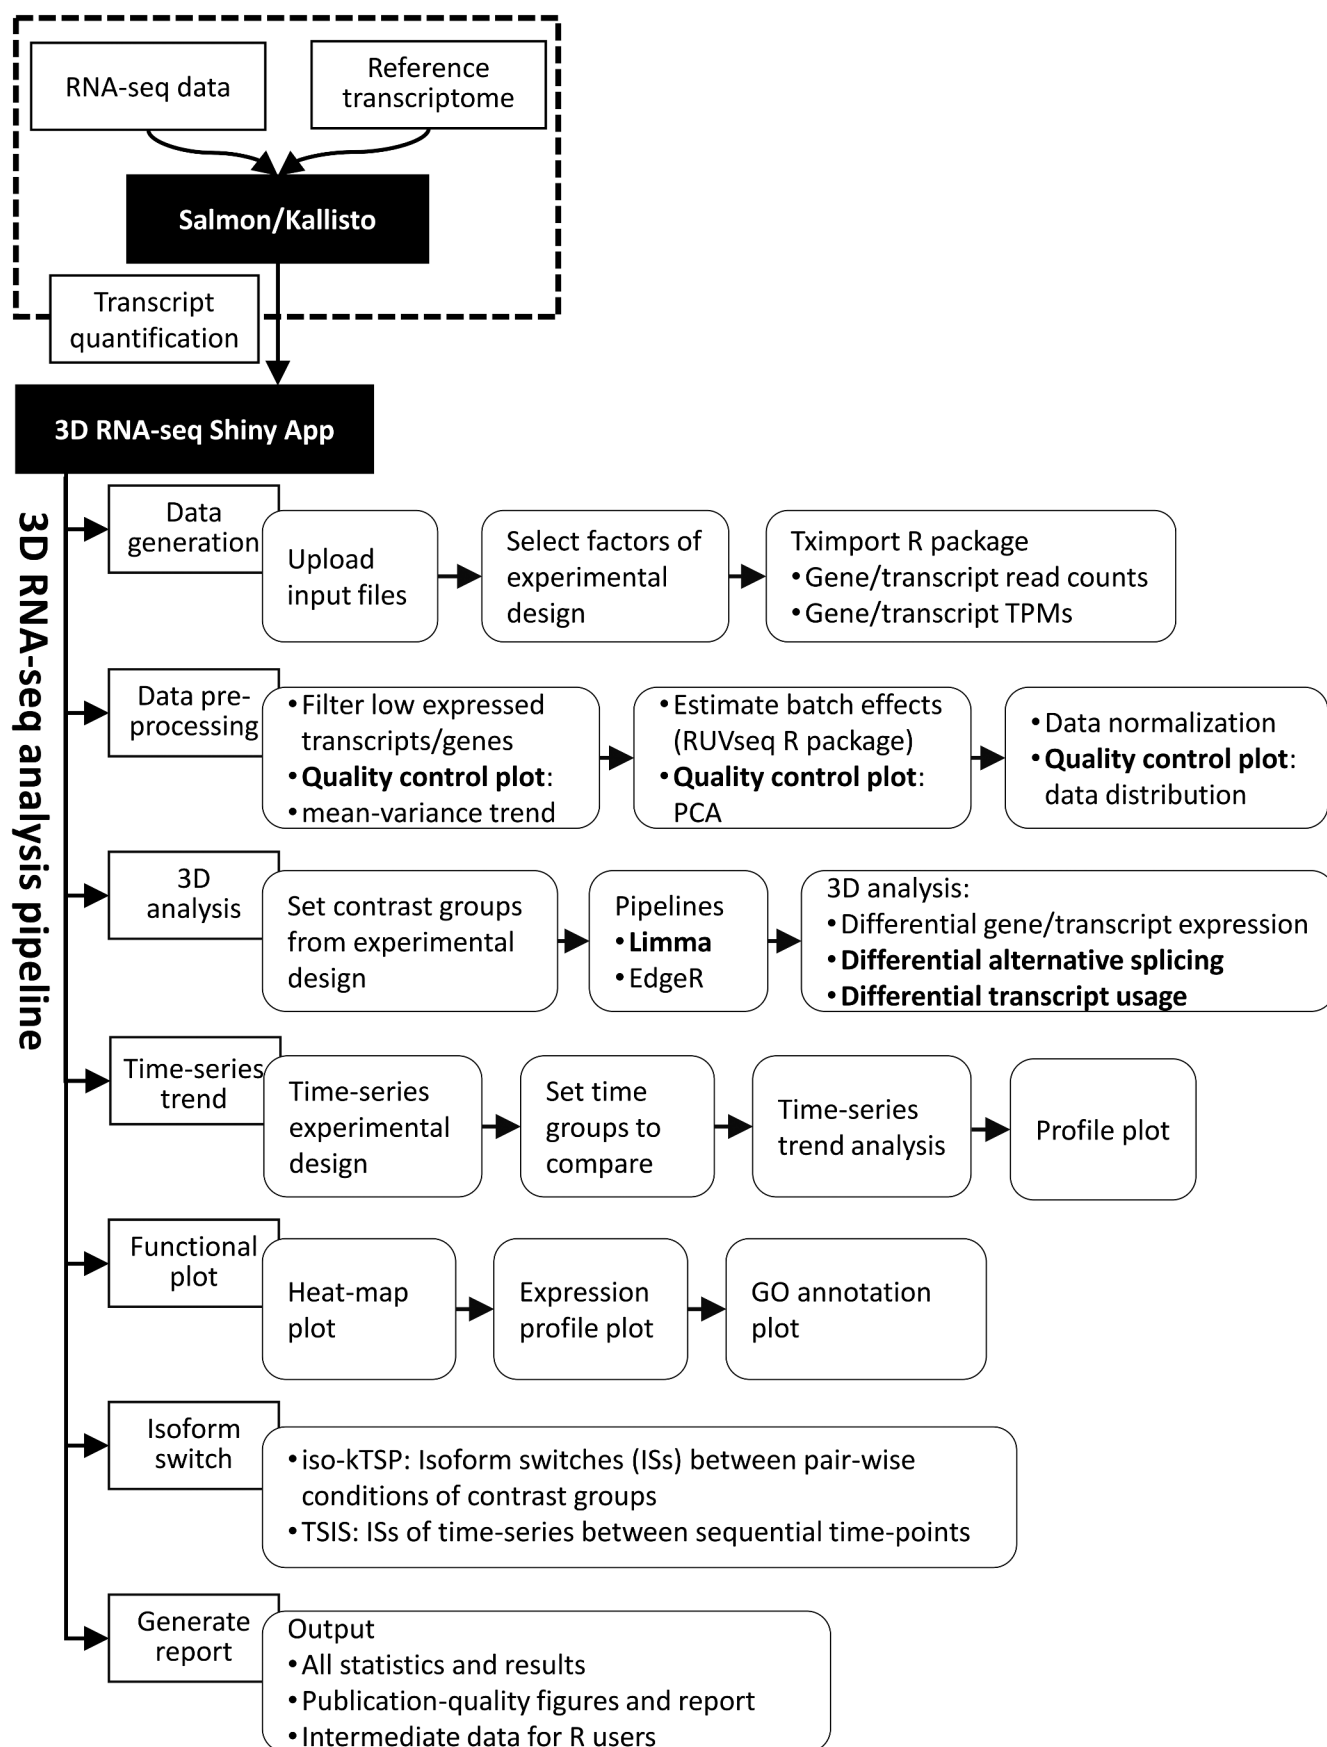 RNA-seq data
Reference
transcriptome
Salmon/Kallisto
Transcript
quantification
3D RNA-seq Shiny App
3D RNA-seq analysis pipeline
Data
generation
Upload
input files
Select factors of
experimental
design
Tximport R package
•Gene/transcript read counts
•Gene/transcript TPMs
Data pre-
processing
•Filter low expressed
transcripts/genes
•Quality control plot:
•mean-variance trend
•Estimate batch effects
(RUVseq R package)
•Quality control plot:
PCA
•Data normalization
•Quality control plot:
data distribution
3D
analysis
Set contrast groups
from experimental
design
Pipelines
•Limma
•EdgeR
3D analysis:
•Differential gene/transcript expression
•Differential alternative splicing
•Differential transcript usage
Time-series
trend
Time-series
experimental
design
Set time
groups to
compare
Time-series
trend analysis
Profile plot
Functional
plot
Heat-map
plot
Expression
profile plot
GO annotation
plot
Isoform
switch
•iso-kTSP: Isoform switches (ISs) between pair-wise
conditions of contrast groups
•TSIS: ISs of time-series between sequential time-points
Generate
report
Output
•All statistics and results
•Publication-quality figures and report
•Intermediate data for R users